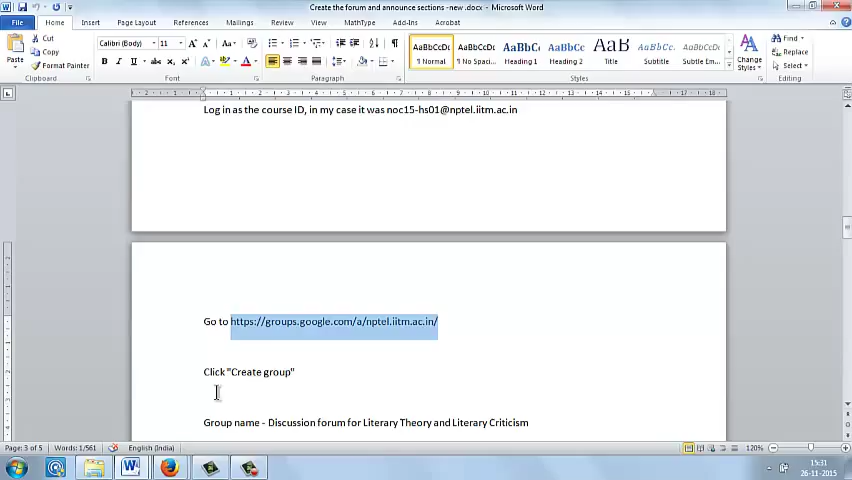 Create the forum and announce sections -new .docx - Microsoft Word
File Home Insert Page Layout References Mailings Review View MathType Add-Ins Acrobat
Cut
Copy
Format Painter
Paste
Calibri (Body) 11
AaBbCcDc AaBbCcDc AaBbCc AaBbCc AaB AaBbCc. AaBbCcDc
¶ Normal ¶ No Spaci... Heading 1 Heading 2 Title Subtitle Subtle Em...
Change Styles
Find
Replace
Select
Clipboard Font Paragraph Styles Editing
Log in as the course ID, in my case it was noc15-hs01@nptel.iitm.ac.in
Go to https://groups.google.com/a/nptel.iitm.ac.in/
Click "Create group"
Group name - Discussion forum for Literary Theory and Literary Criticism
Page: 3 of 5 Words: 1/561 English (India) 120%
15:31
26-11-2015